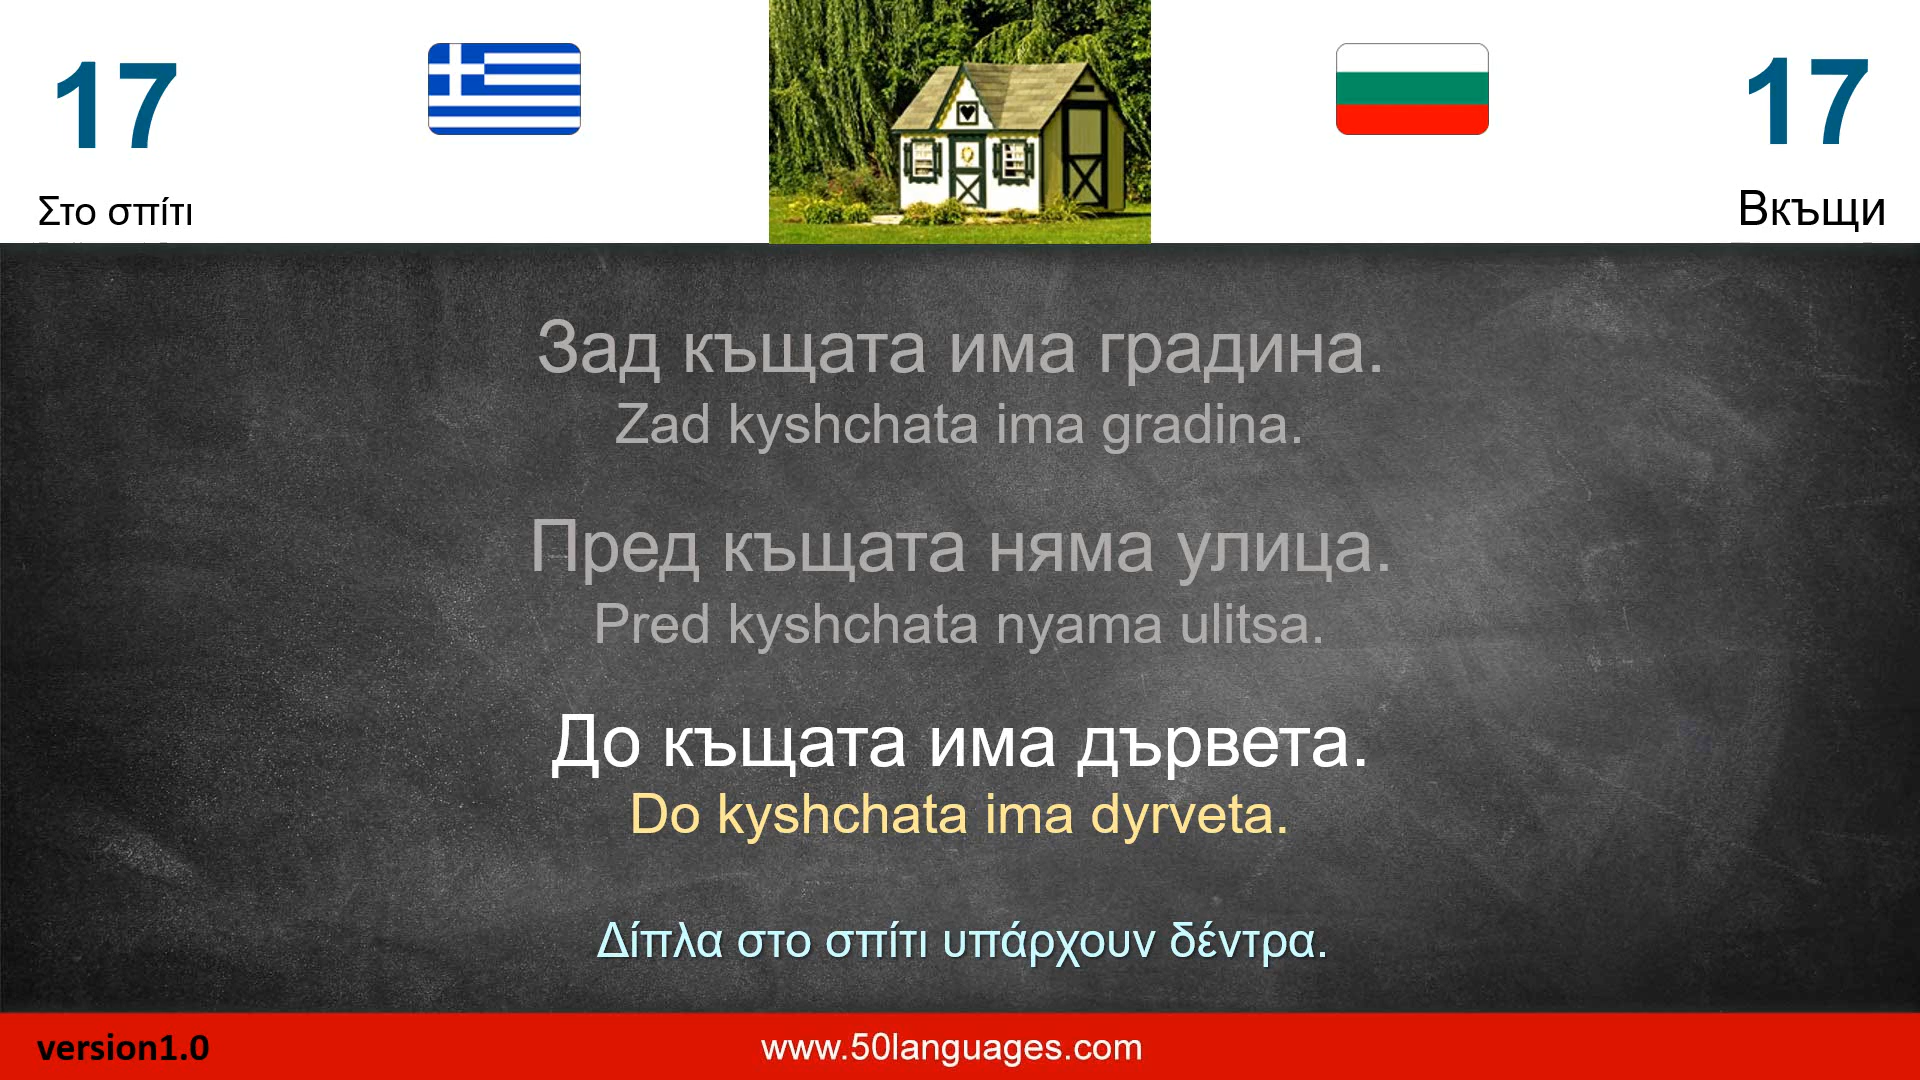 17
Στο σπίτι
17
Вкъщи
Зад къщата има градина.
Zad kyshchata ima gradina.
Пред къщата няма улица.
Pred kyshchata nyama ulitsa.
До къщата има дървета.
Do kyshchata ima dyrveta.
Δίπλα στο σπίτι υπάρχουν δέντρα.
version1.0
www.50languages.com